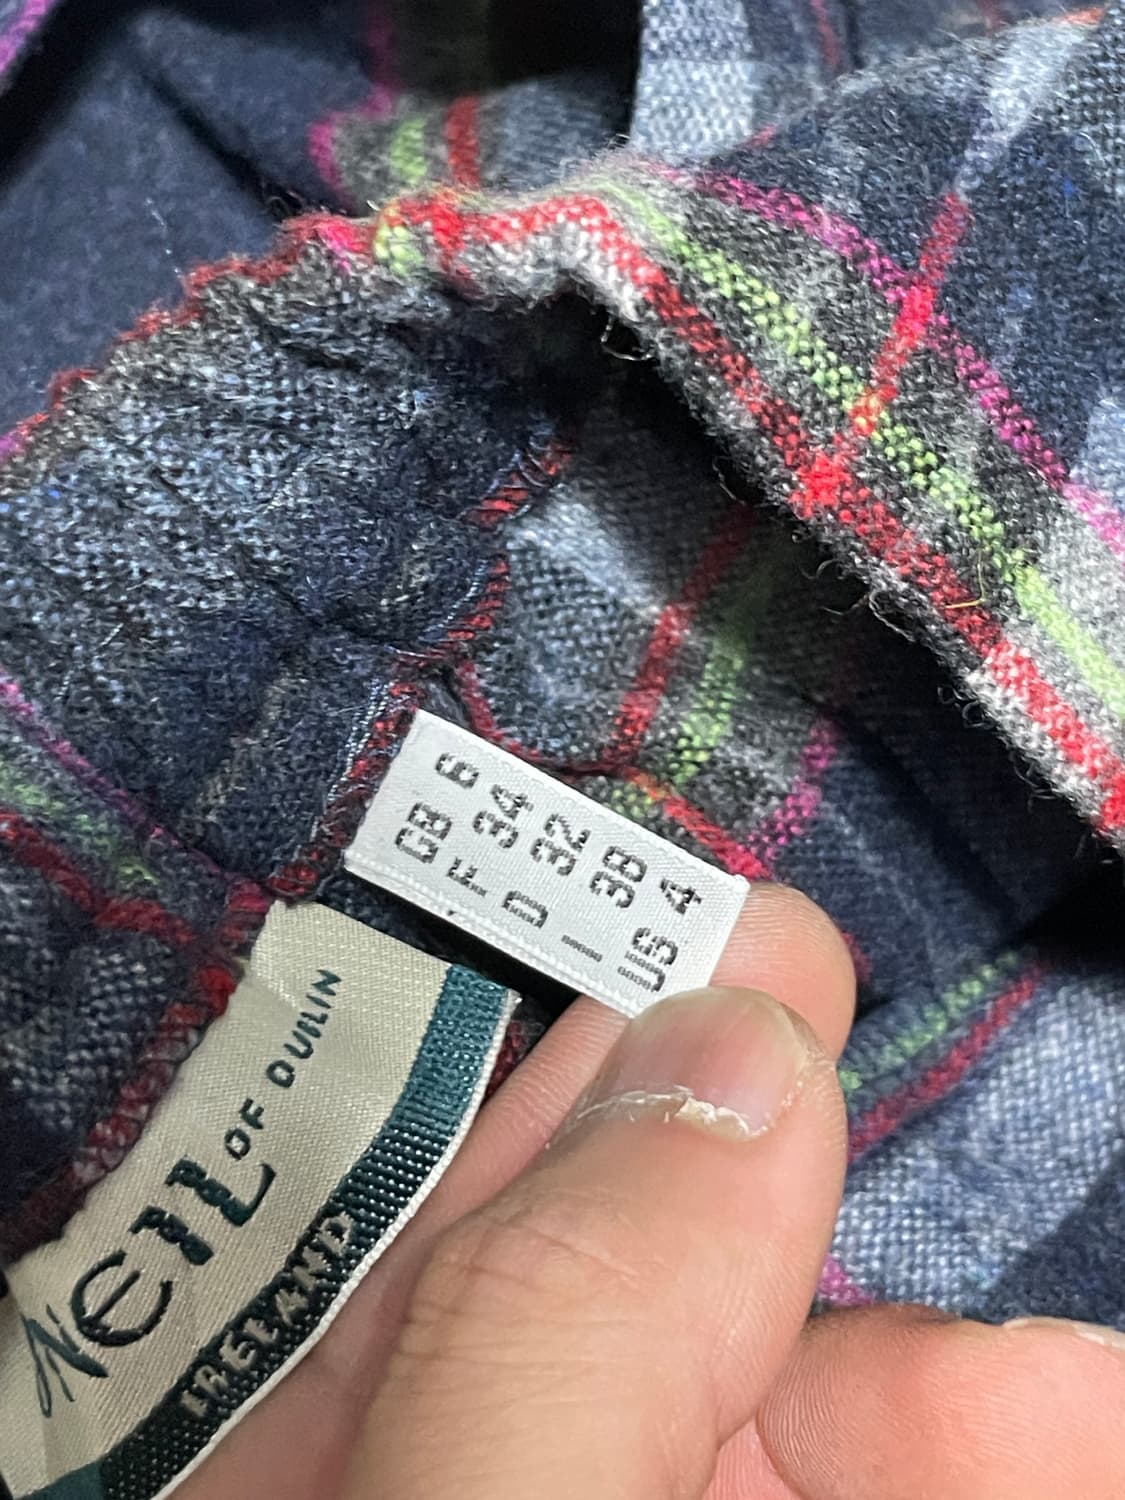 GB 6
F 34
D 32
I 38
US 4
NEIL
OF DUBLIN
IRELAND